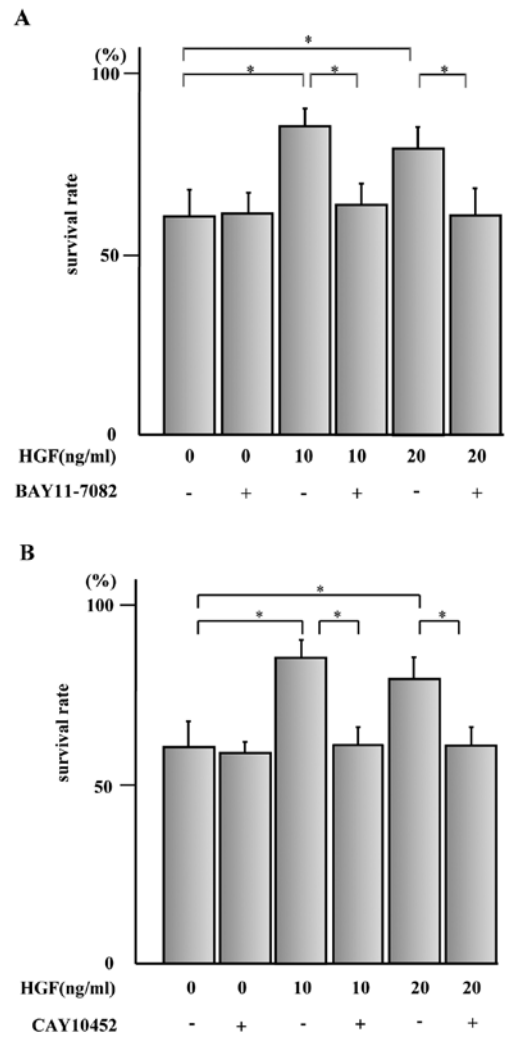 A
(%)
*
* * *
100
survival rate
50
0
HGF(ng/ml) 0 0 10 10 20 20
BAY11-7082 - + - + - +
B
(%)
*
100
* * *
survival rate
50
0
HGF(ng/ml) 0 0 10 10 20 20
CAY10452 - + - + - +